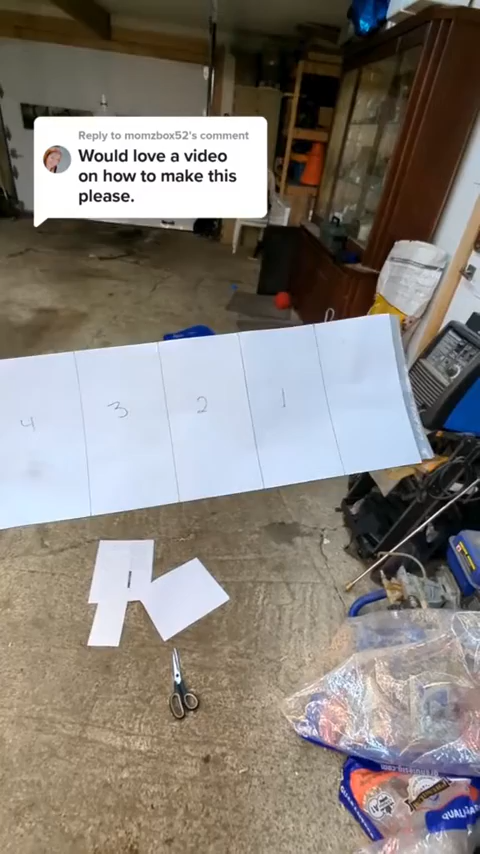 Reply to momzbox52's comment
Would love a video
on how to make this
please.
4 3 2 1